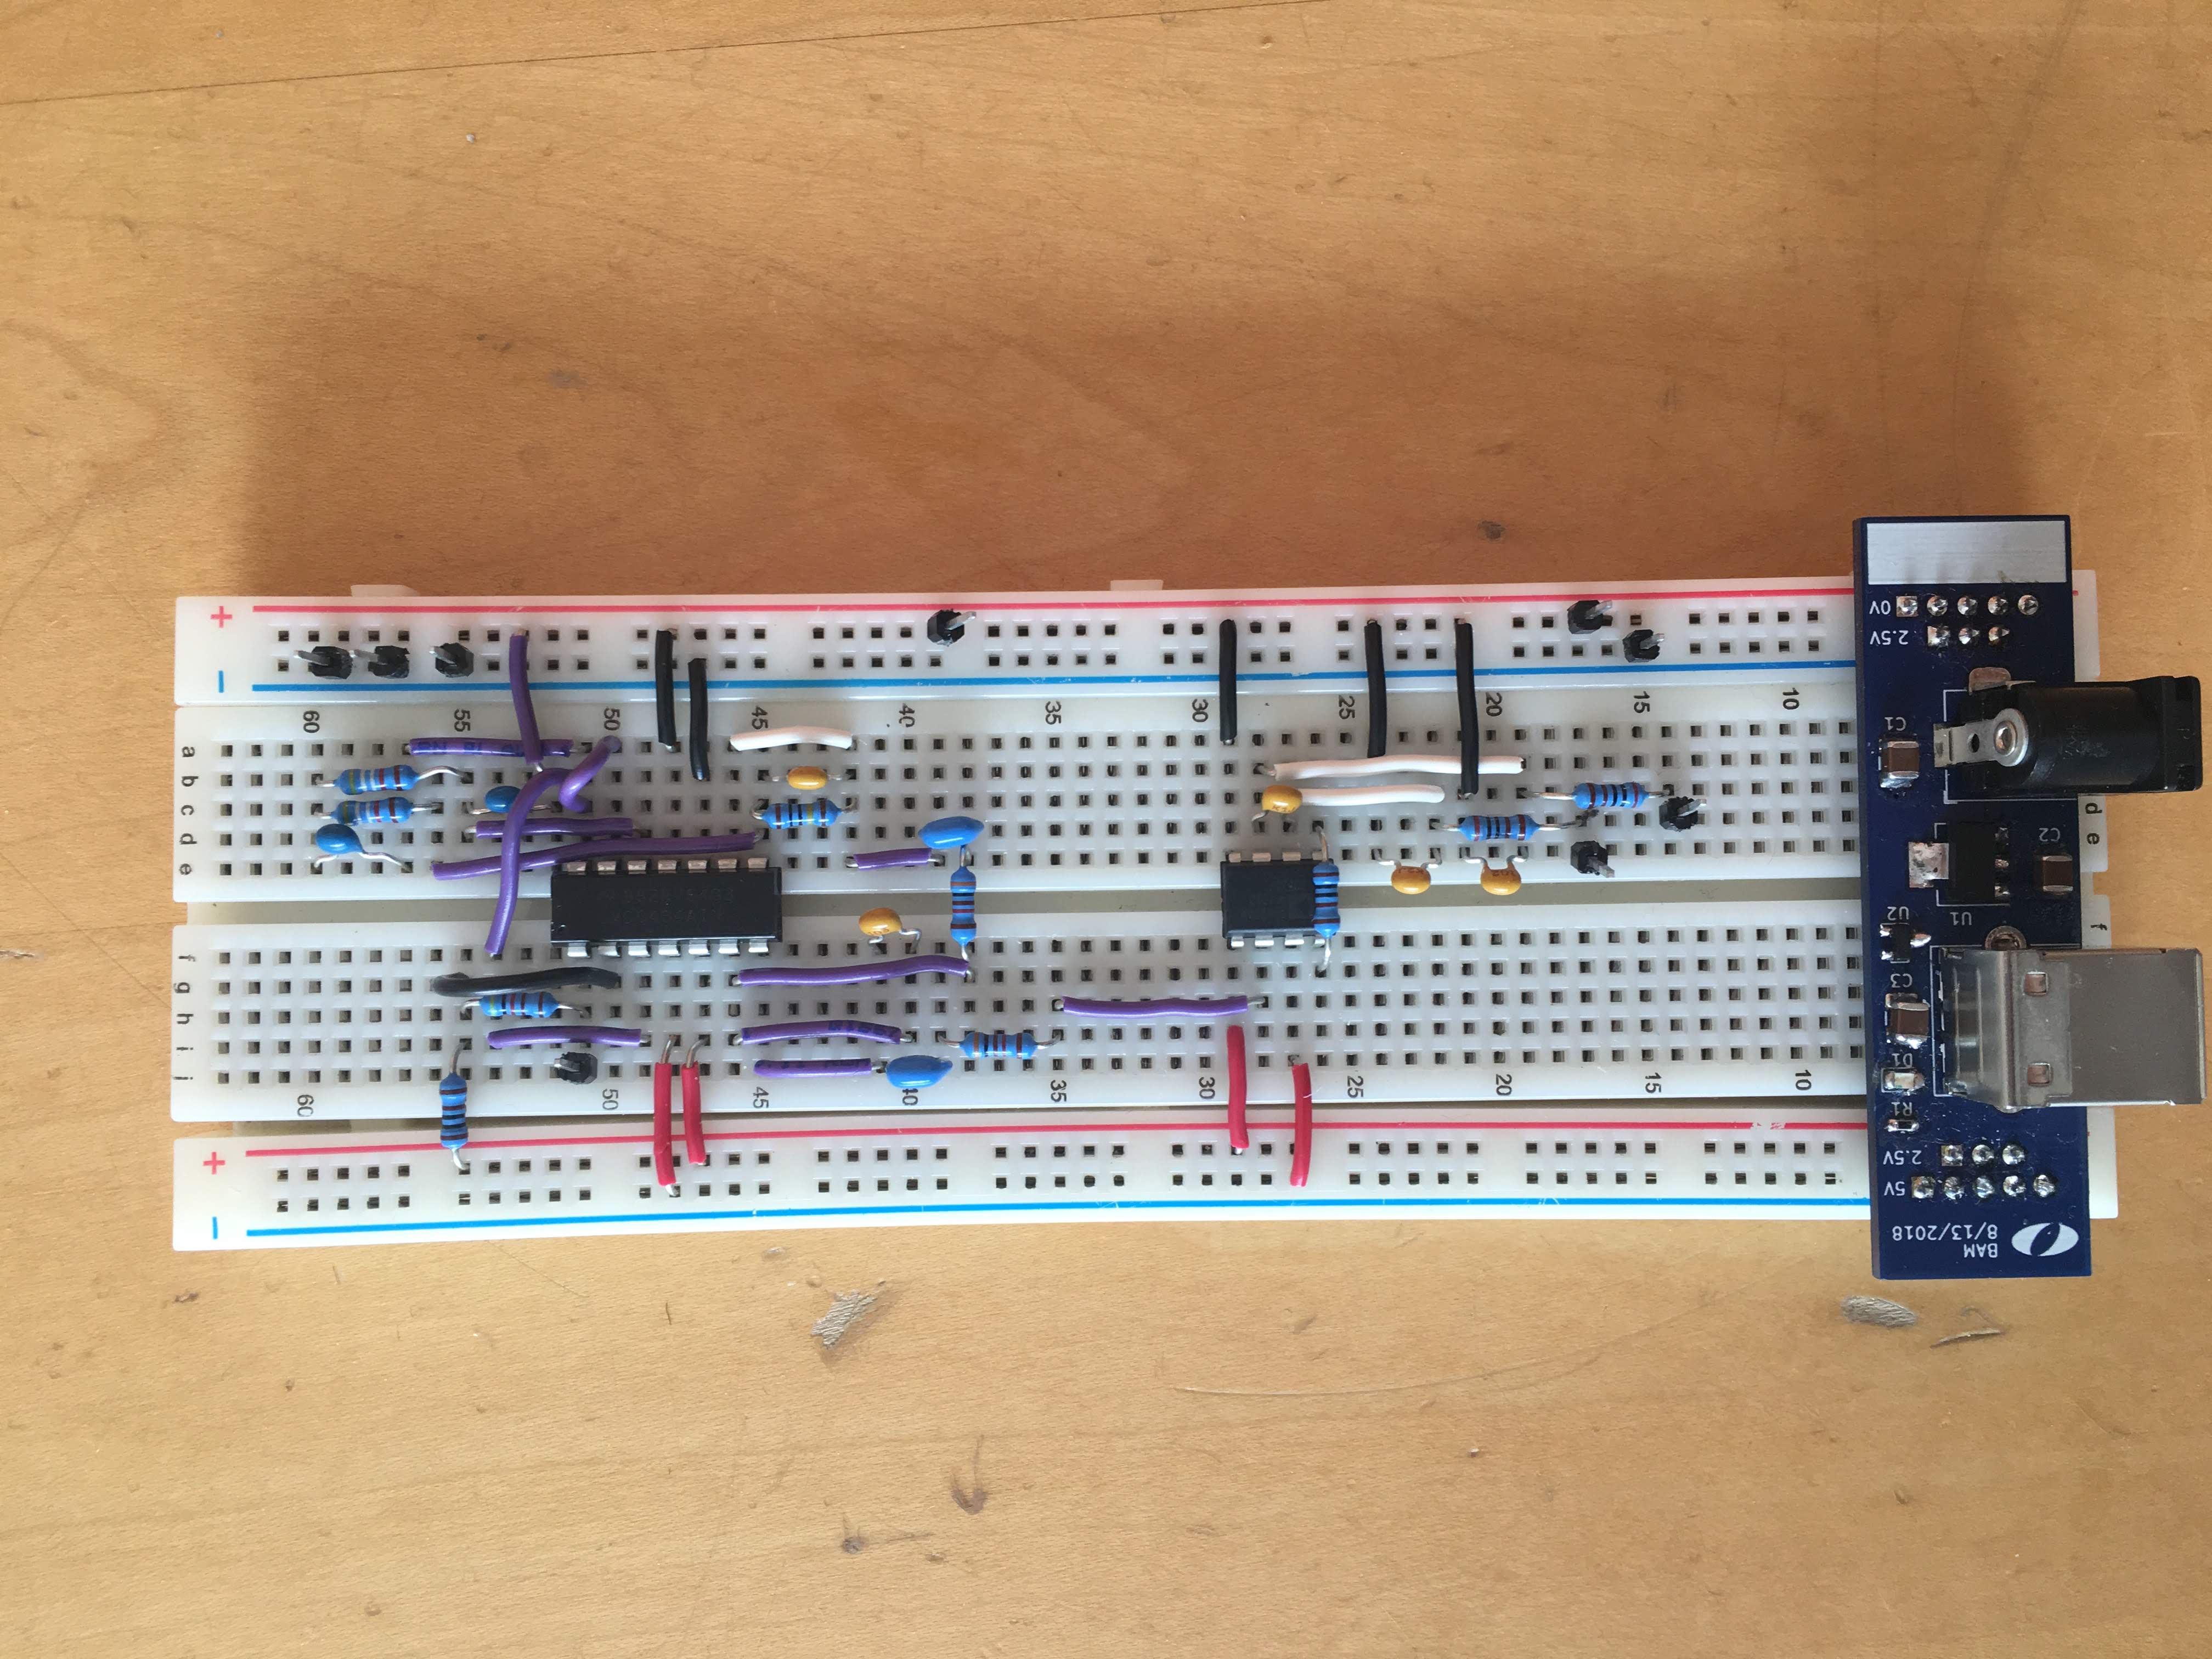 j i h g f e d c b a
− + − +
60 60
55
50 50
45 45
40 40
35 35
30 30
25 25
20 20
15 15
10 10
BAM
8/13/2018
5V
2.5V
R1
D1
C3
U2
U1
C2
C1
2.5V
0V
f e d